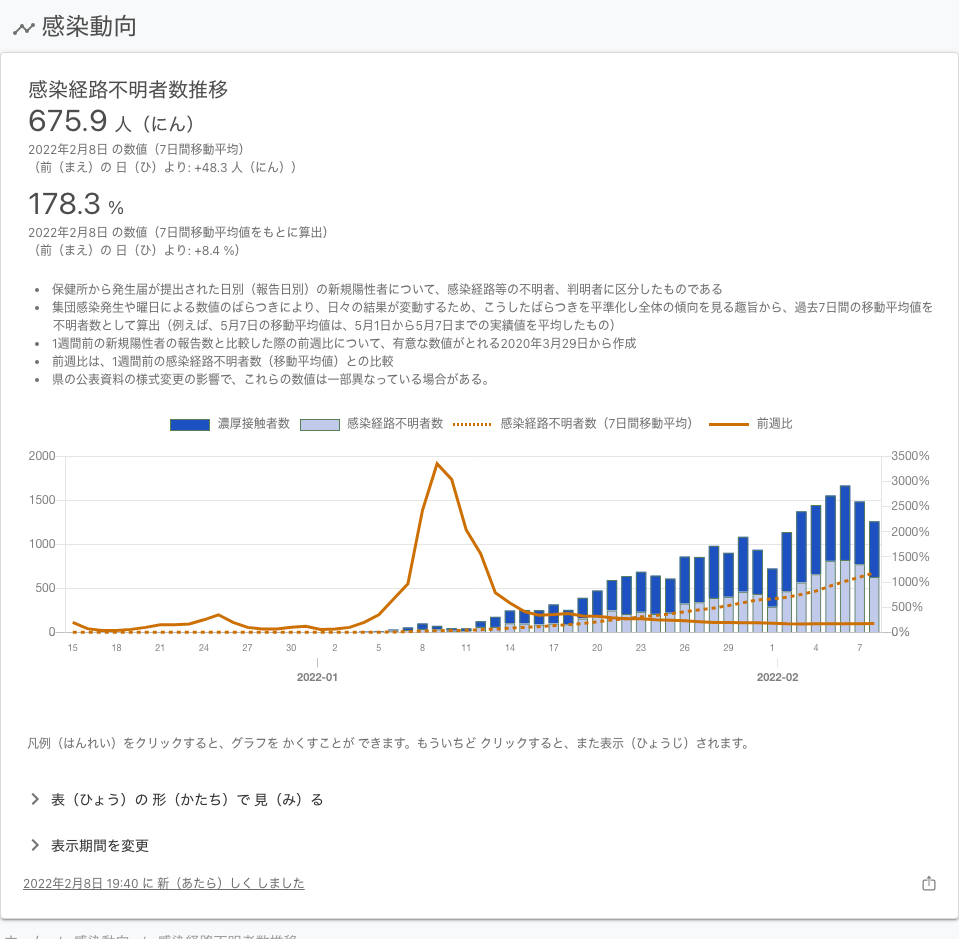 感染動向
感染経路不明者数推移
675.9 人（にん）
2022年2月8日 の数値（7日間移動平均）
（前（まえ）の 日（ひ）より: +48.3 人（にん））
178.3 %
2022年2月8日 の数値（7日間移動平均値をもとに算出）
（前（まえ）の 日（ひ）より: +8.4 %）
• 保健所から発生届が提出された日別（報告日別）の新規陽性者について、感染経路等の不明者、判明者に区分したものである
• 集団感染発生や曜日による数値のばらつきにより、日々の結果が変動するため、こうしたばらつきを平準化し全体の傾向を見る趣旨から、過去7日間の移動平均値を
不明者数として算出（例えば、5月7日の移動平均値は、5月1日から5月7日までの実績値を平均したもの）
• 1週間前の新規陽性者の報告数と比較した際の前週比について、有意な数値がとれる2020年3月29日から作成
• 前週比は、1週間前の感染経路不明者数（移動平均値）との比較
• 県の公表資料の様式変更の影響で、これらの数値は一部異なっている場合がある。
濃厚接触者数 感染経路不明者数 感染経路不明者数（7日間移動平均） 前週比
2000 3500%
3000%
1500 2500%
2000%
1000 1500%
1000%
500 500%
0 0%
15 18 21 24 27 30 2 5 8 11 14 17 20 23 26 29 1 4 7
2022-01 2022-02
凡例（はんれい）をクリックすると、グラフを かくすことが できます。もういちど クリックすると、また表示（ひょうじ）されます。
表（ひょう）の 形（かたち）で 見（み）る
表示期間を変更
2022年2月8日 19:40 に 新（あたら）しく しました